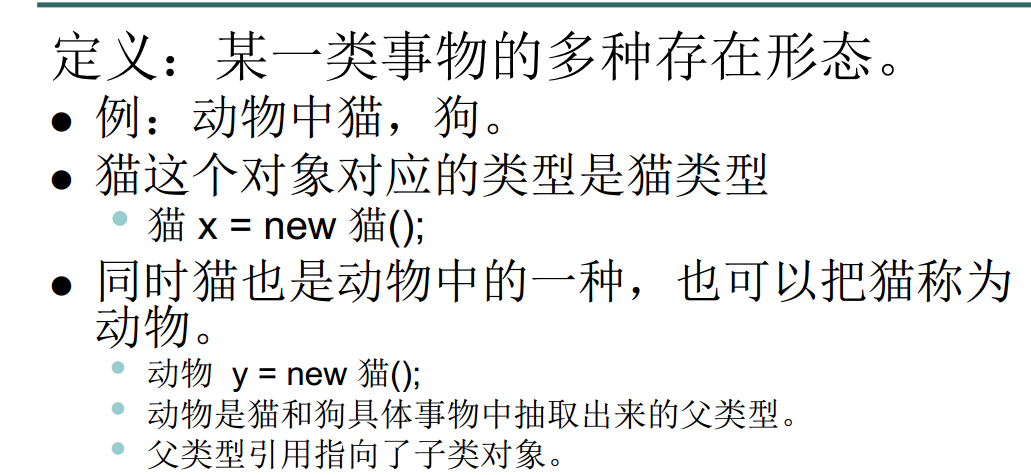 定义：某一类事物的多种存在形态。
● 例：动物中猫，狗。
● 猫这个对象对应的类型是猫类型
● 猫 x = new 猫();
● 同时猫也是动物中的一种，也可以把猫称为
动物。
● 动物 y = new 猫();
● 动物是猫和狗具体事物中抽取出来的父类型。
● 父类型引用指向了子类对象。